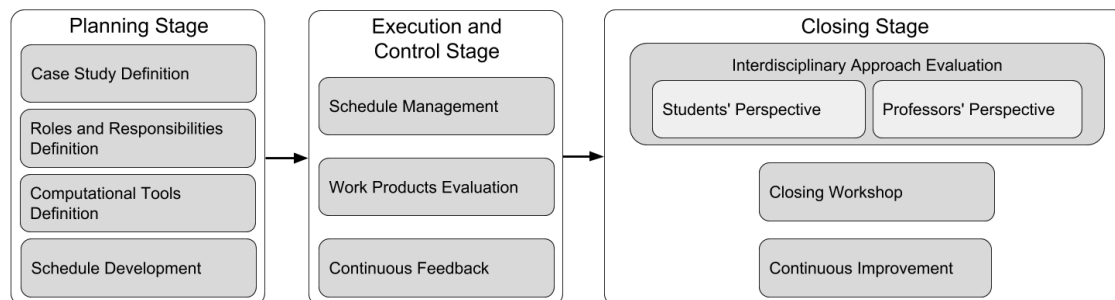 Planning Stage
Case Study Definition
Roles and Responsibilities
Definition
Computational Tools
Definition
Schedule Development
Execution and
Control Stage
Schedule Management
Work Products Evaluation
Continuous Feedback
Closing Stage
Interdisciplinary Approach Evaluation
Students' Perspective
Professors' Perspective
Closing Workshop
Continuous Improvement